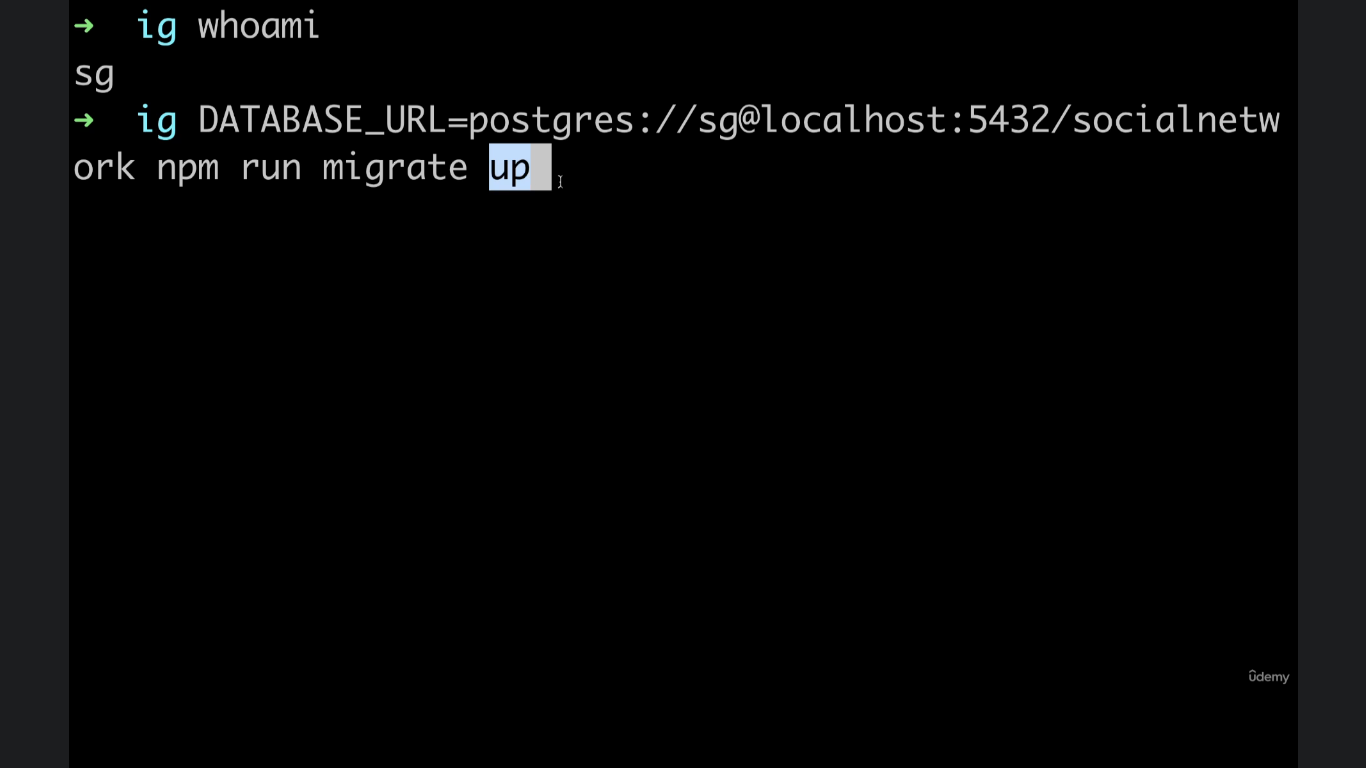 ➜ ig whoami
sg
➜ ig DATABASE_URL=postgres://sg@localhost:5432/socialnetw
ork npm run migrate up
ûdemy